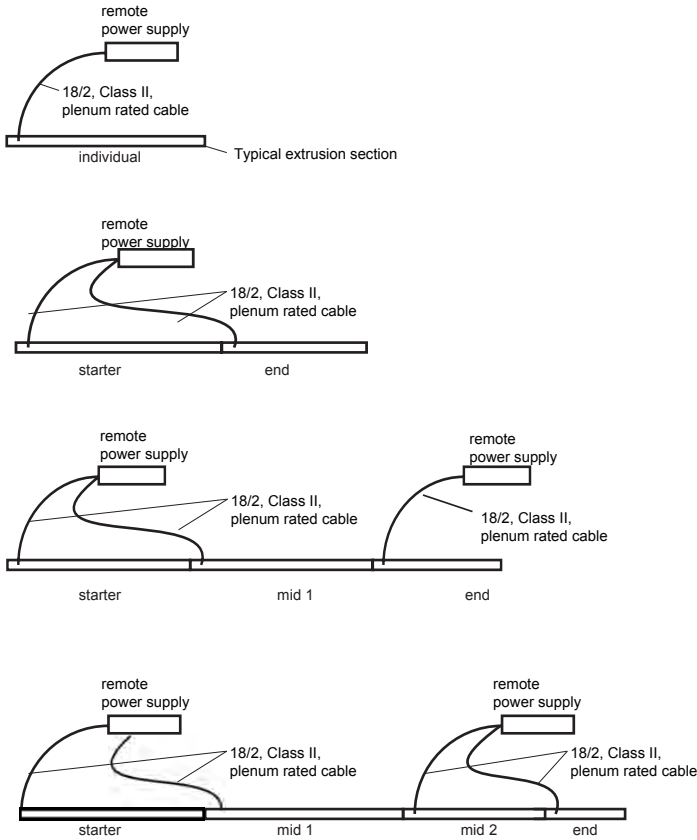 remote
power supply
18/2, Class II,
plenum rated cable
individual
Typical extrusion section
remote
power supply
18/2, Class II,
plenum rated cable
starter
end
remote
power supply
18/2, Class II,
plenum rated cable
remote
power supply
18/2, Class II,
plenum rated cable
starter
mid 1
end
remote
power supply
18/2, Class II,
plenum rated cable
remote
power supply
18/2, Class II,
plenum rated cable
starter
mid 1
mid 2
end